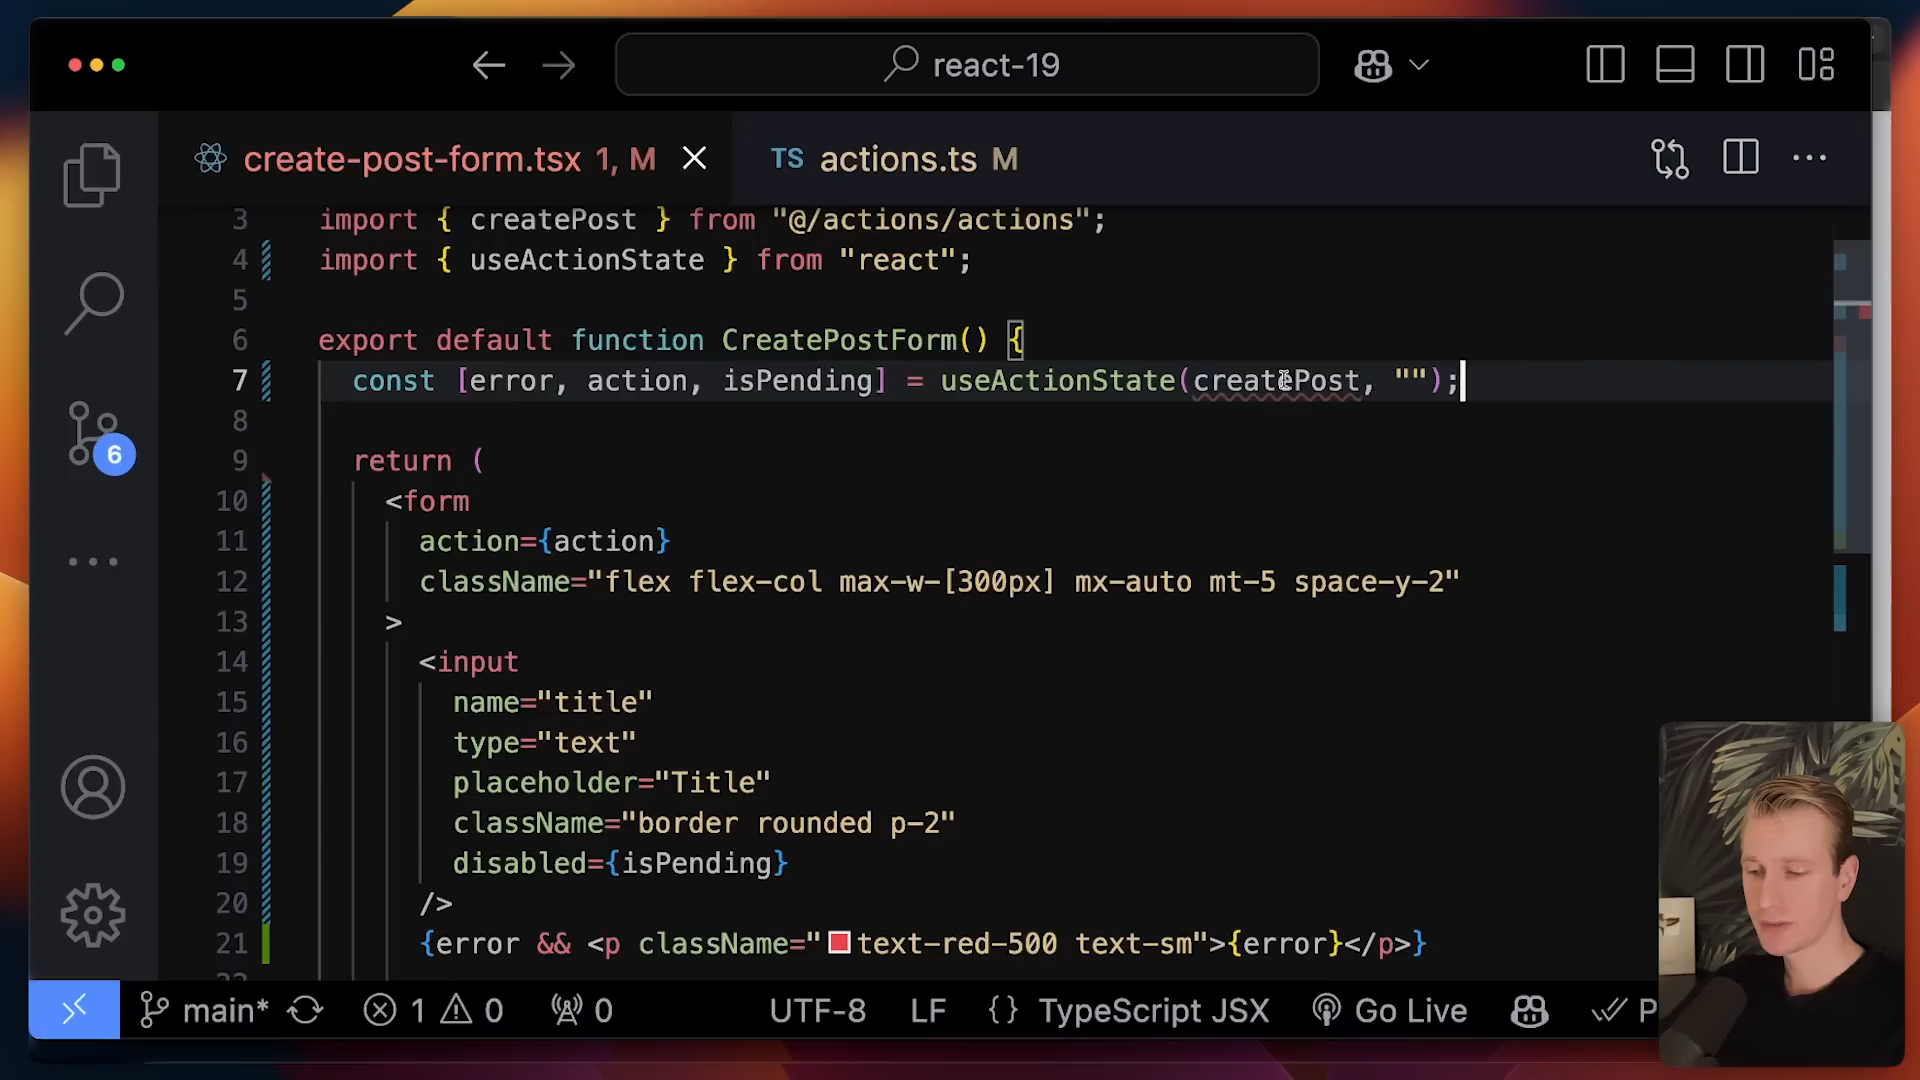 react-19
create-post-form.tsx 1, M
TS actions.ts M
3 import { createPost } from "@/actions/actions";
4 import { useActionState } from "react";
5
6 export default function CreatePostForm() {
7 const [error, action, isPending] = useActionState(createPost, "");
8
9 return (
10 <form
11 action={action}
12 className="flex flex-col max-w-[300px] mx-auto mt-5 space-y-2"
13 >
14 <input
15 name="title"
16 type="text"
17 placeholder="Title"
18 className="border rounded p-2"
19 disabled={isPending}
20 />
21 {error && <p className="text-red-500 text-sm">{error}</p>}
6
main* 1 0 0 UTF-8 LF {} TypeScript JSX Go Live P